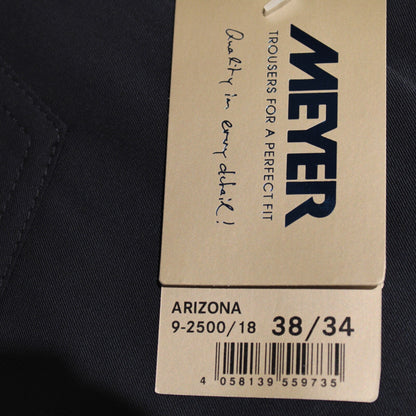 MEYER
TROUSERS FOR A PERFECT FIT
Quality in every detail!
ARIZONA
9-2500/18 38/34
4 058139 559735